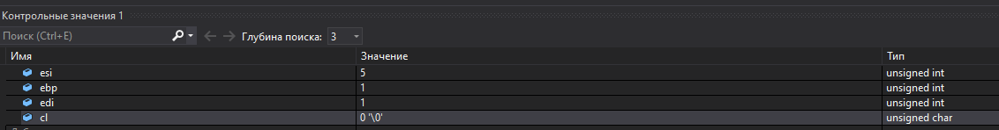 Контрольные значения 1
Поиск (Ctrl+E) Глубина поиска: 3
Имя Значение Тип
esi 5 unsigned int
ebp 1 unsigned int
edi 1 unsigned int
cl 0 '\0' unsigned char